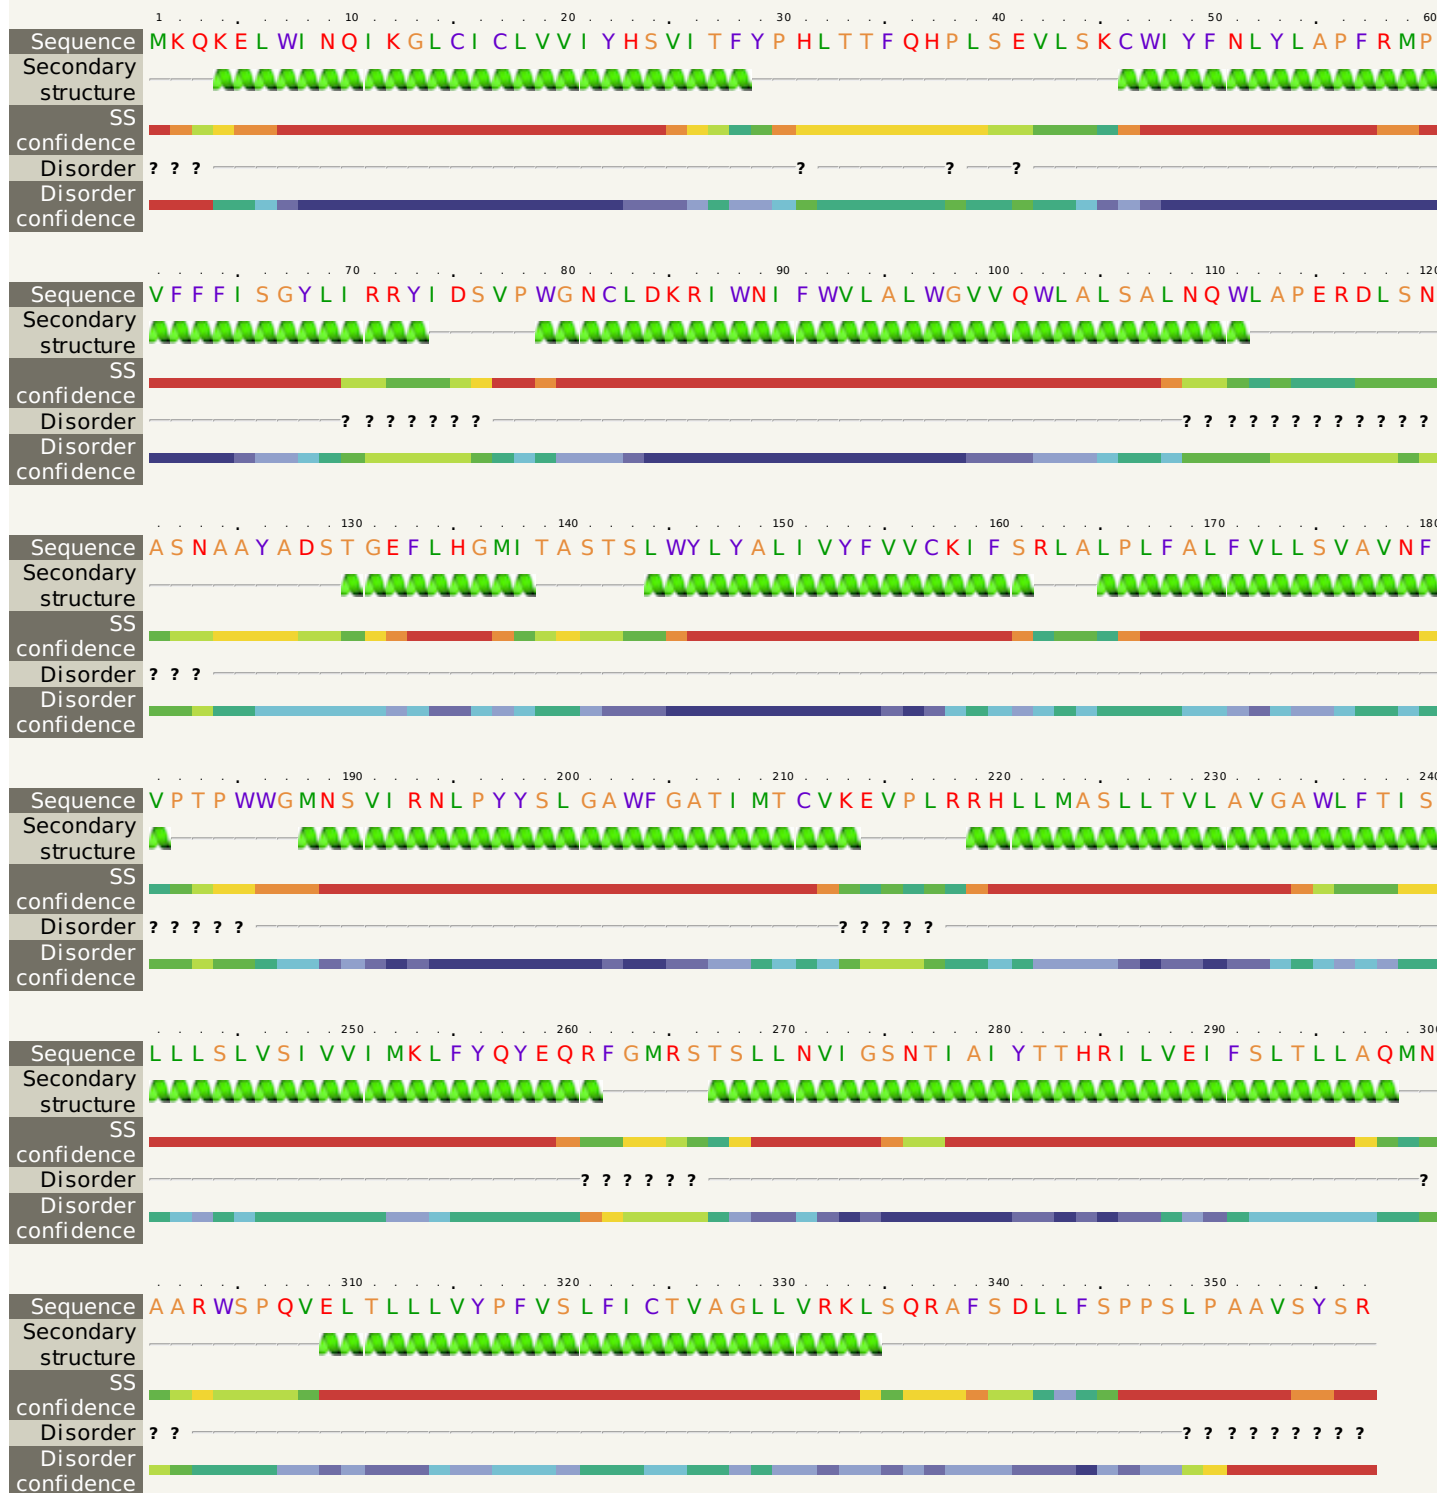 1 10 20 30 40 50 60
Sequence MKQKELWINQIKGLCICLVVIYHSVITFYPHLTTFQHPLSEVLSKCWIYFNLYLAPFRMP
Secondary
structure
SS
confidence
Disorder ? ? ? ? ? ?
Disorder
confidence
70 80 90 100 110 120
Sequence VFFFISGYLIRRYIDSVPWGNCLDKRIWNIFWVLALWGVVQWLALSALNQWLAPERDLSN
Secondary
structure
SS
confidence
Disorder ? ? ? ? ? ? ? ? ? ? ? ? ? ? ? ? ? ? ?
Disorder
confidence
130 140 150 160 170 180
Sequence ASNAAYADSTGEFLHGMITASTSLWYLYALIVYFVVCKIFSRLALPLFALFVLLSVAVNF
Secondary
structure
SS
confidence
Disorder ? ? ?
Disorder
confidence
190 200 210 220 230 240
Sequence VPTPWWGMNSVIRNLPYYSLGAWFGATIMTCVKEVPLRRHLLMASLLTVLAVGAWLFTIS
Secondary
structure
SS
confidence
Disorder ? ? ? ? ? ? ? ? ? ?
Disorder
confidence
250 260 270 280 290 300
Sequence LLLSLVSIVVIMKLFYQYEQRFGMRSTSLLNVIGSNTIAIYTTHRILVEIFSLTLLAQMN
Secondary
structure
SS
confidence
Disorder ? ? ? ? ? ? ?
Disorder
confidence
310 320 330 340 350
Sequence AARWSPQVELTLLLVYPFVSLFICTVAGLLVRKLSQRAFSDLLFSPPSLPAAVSYSR
Secondary
structure
SS
confidence
Disorder ? ? ? ? ? ? ? ? ? ? ?
Disorder
confidence